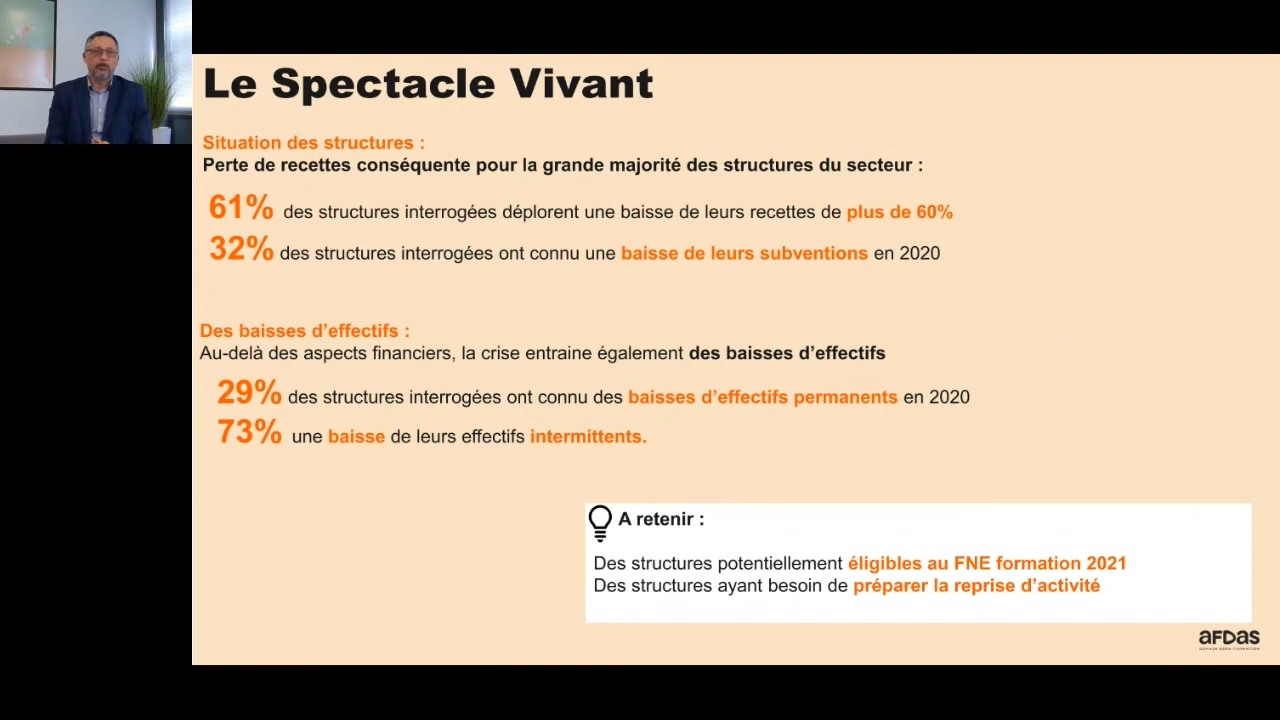 Le Spectacle Vivant
Situation des structures :
Perte de recettes conséquente pour la grande majorité des structures du secteur :
61% des structures interrogées déplorent une baisse de leurs recettes de plus de 60%
32% des structures interrogées ont connu une baisse de leurs subventions en 2020
Des baisses d’effectifs :
Au-delà des aspects financiers, la crise entraine également des baisses d’effectifs
29% des structures interrogées ont connu des baisses d’effectifs permanents en 2020
73% une baisse de leurs effectifs intermittents.
A retenir :
Des structures potentiellement éligibles au FNE formation 2021
Des structures ayant besoin de préparer la reprise d’activité
afDas